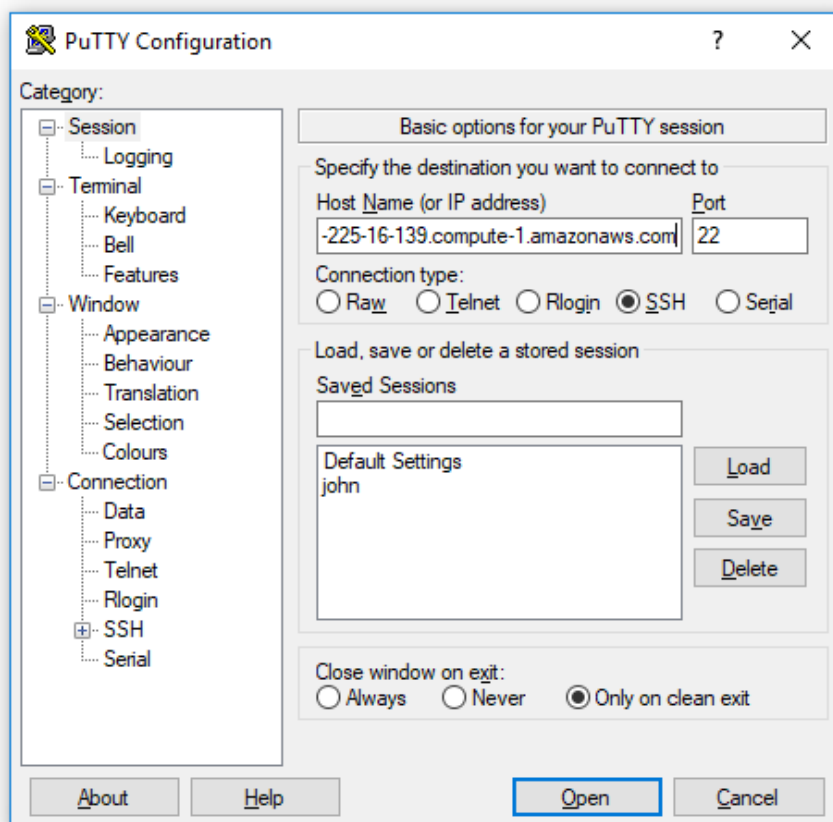 PuTTY Configuration
?
Category:
Session
Logging
Terminal
Keyboard
Bell
Features
Window
Appearance
Behaviour
Translation
Selection
Colours
Connection
Data
Proxy
Telnet
Rlogin
SSH
Serial
Basic options for your PuTTY session
Specify the destination you want to connect to
Host Name (or IP address) Port
-225-16-139.compute-1.amazonaws.com 22
Connection type:
Raw Telnet Rlogin SSH Serial
Load, save or delete a stored session
Saved Sessions
Default Settings
john
Load
Save
Delete
Close window on exit:
Always Never Only on clean exit
About Help Open Cancel